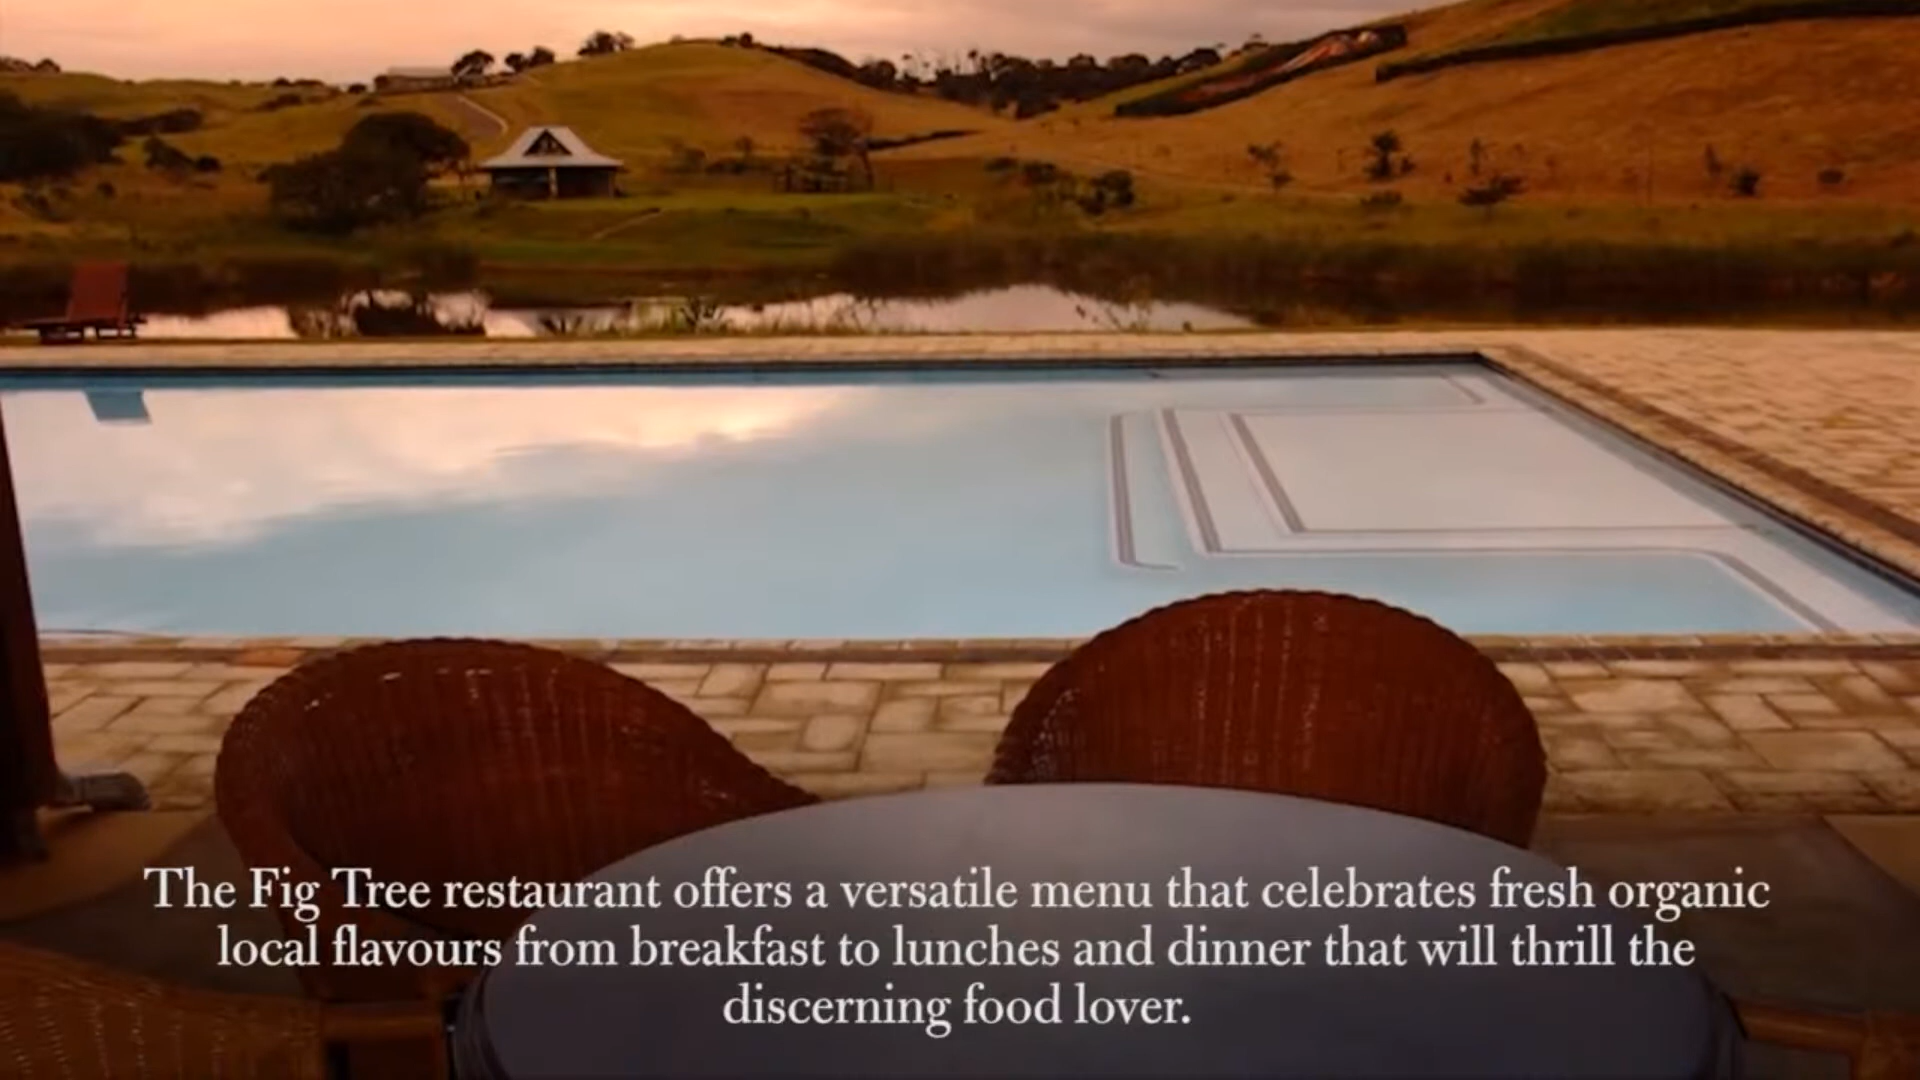 The Fig Tree restaurant offers a versatile menu that celebrates fresh organic
local flavours from breakfast to lunches and dinner that will thrill the
discerning food lover.